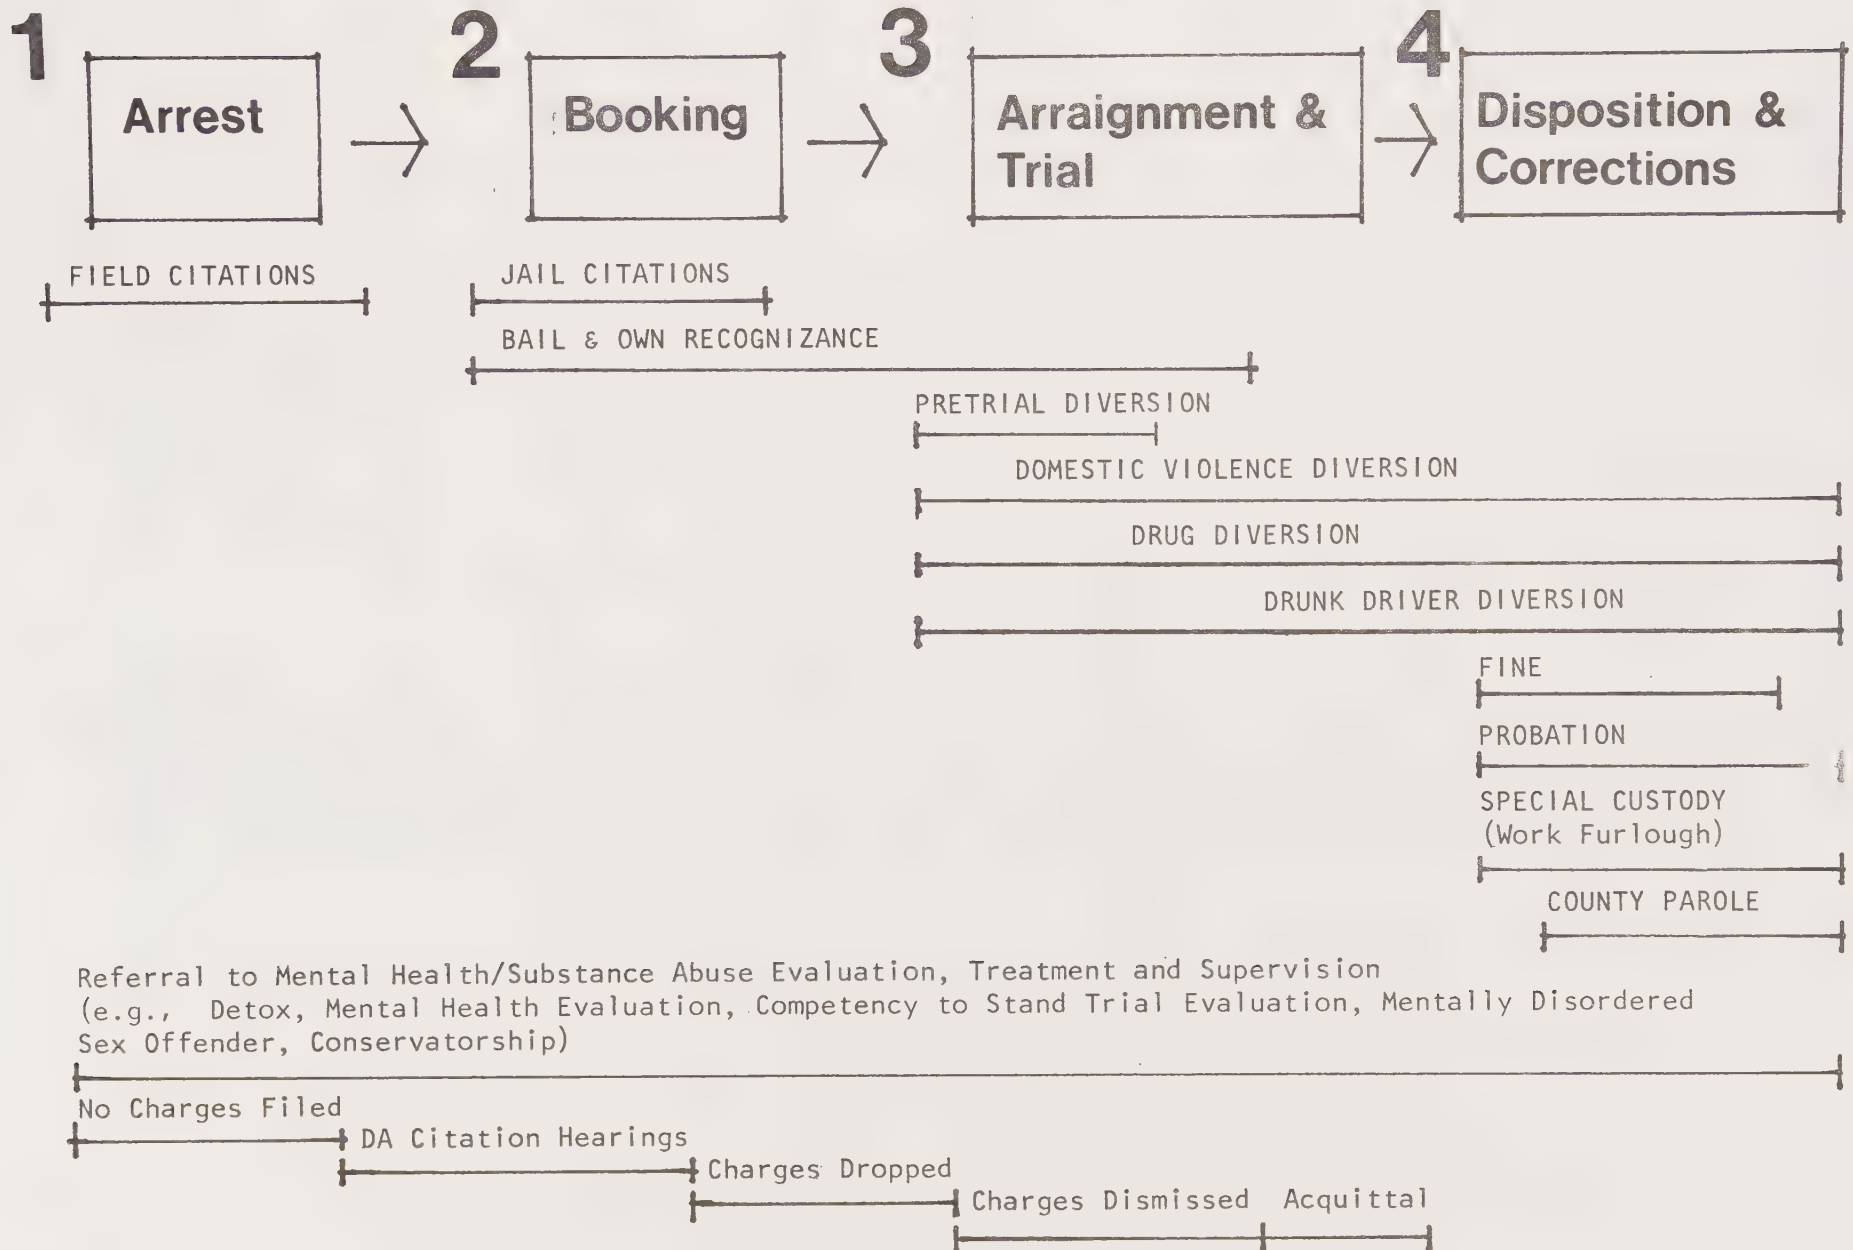 1
Arrest
2
Booking
3
Arraignment &
Trial
4
Disposition &
Corrections
FIELD CITATIONS
JAIL CITATIONS
BAIL & OWN RECOGNIZANCE
PRETRIAL DIVERSION
DOMESTIC VIOLENCE DIVERSION
DRUG DIVERSION
DRUNK DRIVER DIVERSION
FINE
PROBATION
SPECIAL CUSTODY
(Work Furlough)
COUNTY PAROLE
Referral to Mental Health/Substance Abuse Evaluation, Treatment and Supervision
(e.g., Detox, Mental Health Evaluation, Competency to Stand Trial Evaluation, Mentally Disordered
Sex Offender, Conservatorship)
No Charges Filed
DA Citation Hearings
Charges Dropped
Charges Dismissed Acquittal